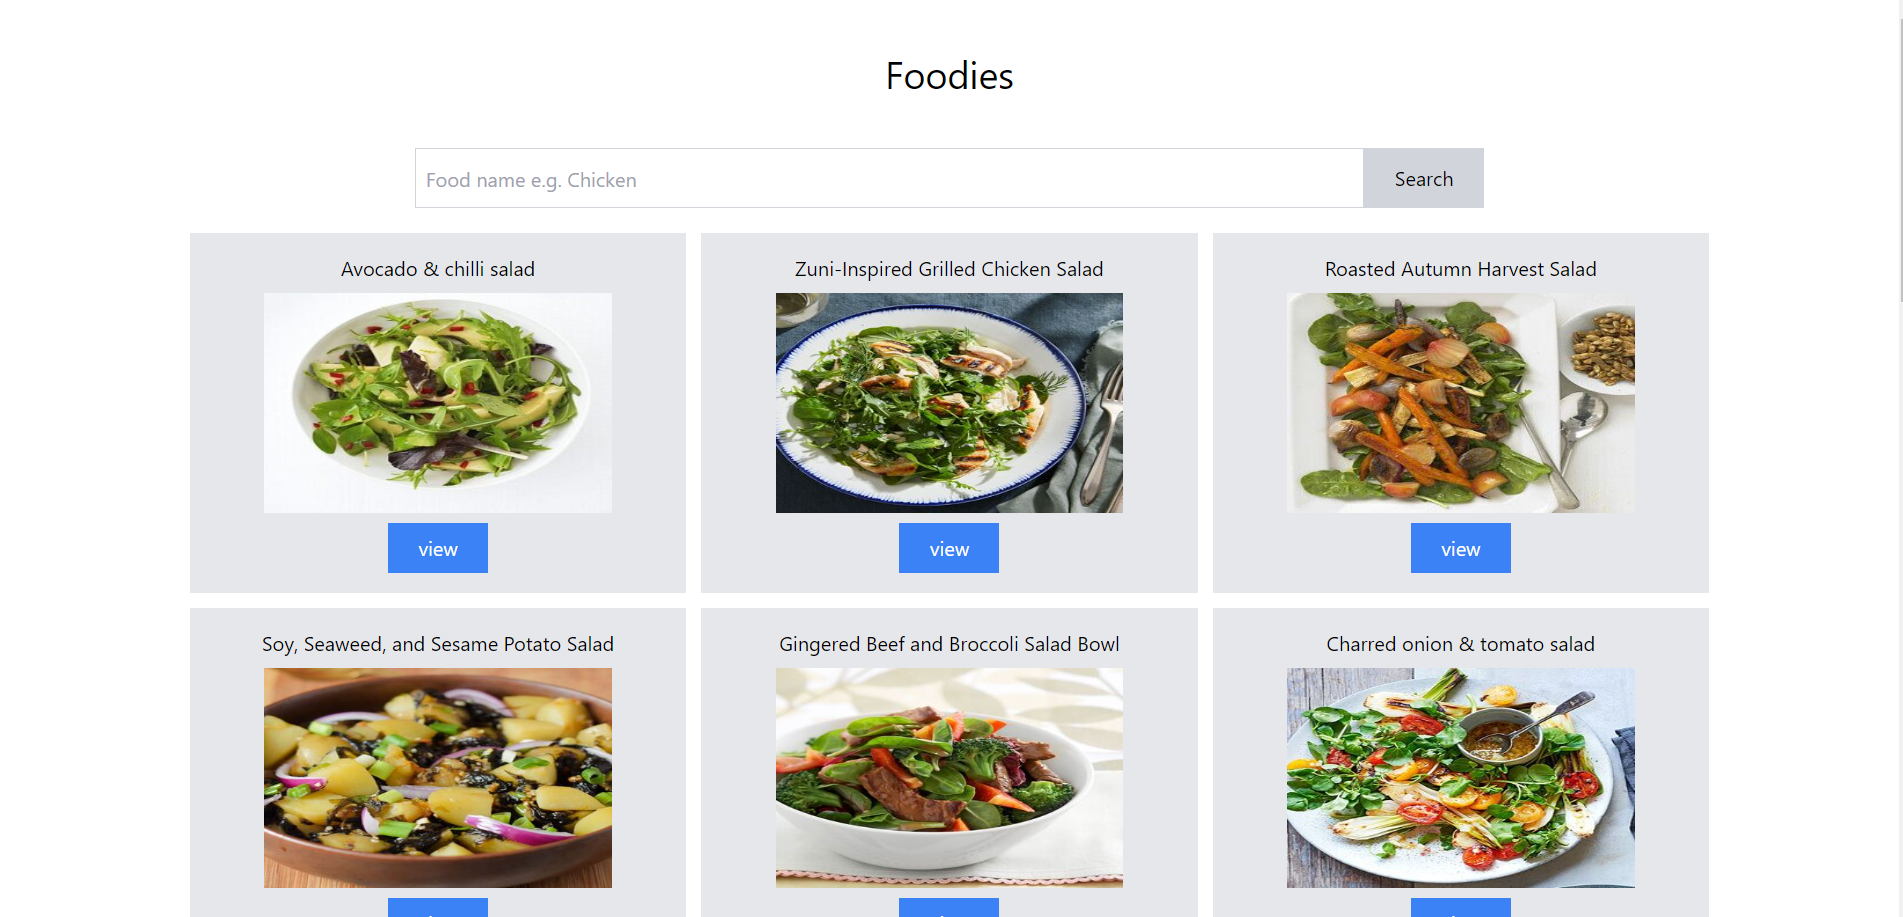 Foodies
Food name e.g. Chicken
Search
Avocado & chilli salad
Zuni-Inspired Grilled Chicken Salad
Roasted Autumn Harvest Salad
view
view
view
Soy, Seaweed, and Sesame Potato Salad
Gingered Beef and Broccoli Salad Bowl
Charred onion & tomato salad